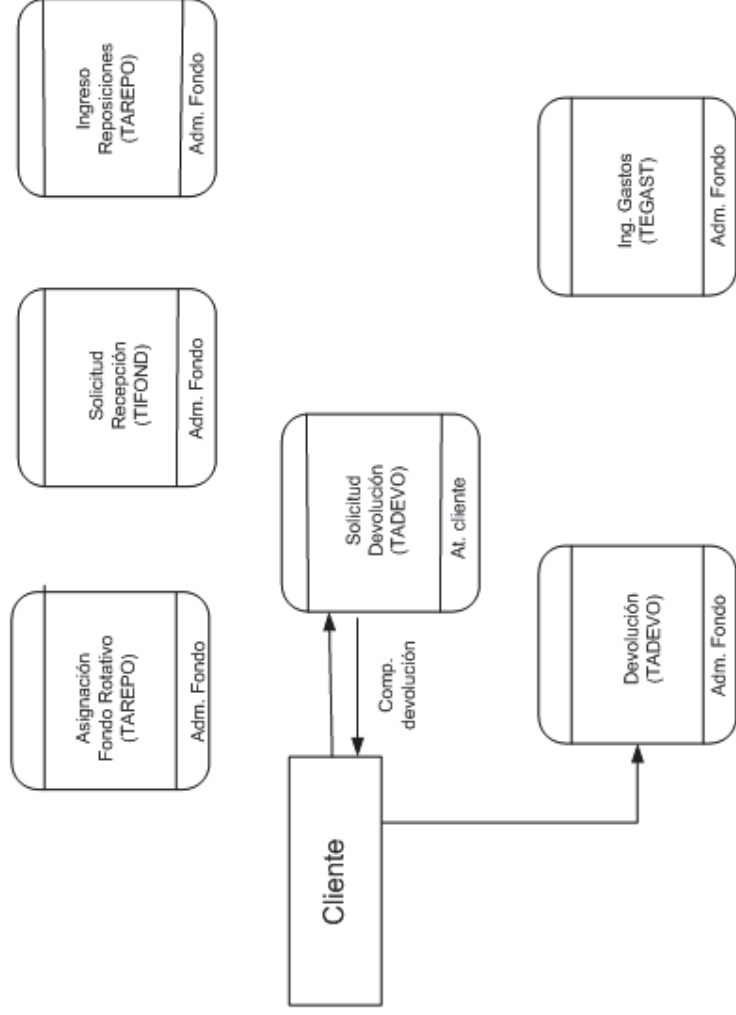 Asignación
Fondo Rotativo
(TAREPO)
Adm. Fondo
Solicitud
Recepción
(TIFOND)
Adm. Fondo
Ingreso
Reposiciones
(TAREPO)
Adm. Fondo
Cliente
Comp.
devolución
Solicitud
Devolución
(TADEVO)
At. cliente
Devolución
(TADEVO)
Adm. Fondo
Ing. Gastos
(TEGAST)
Adm. Fondo